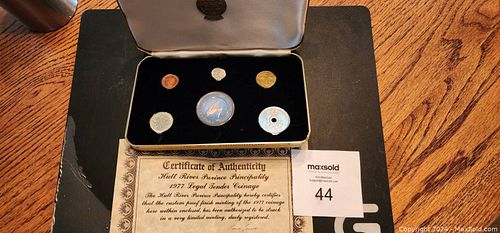 Certificate of Authenticity
Hutt River Province Principality
1977 Legal Tender Coinage
The Hutt River Province Principality hereby certifies
that the custom proof finish minting of the 1977 coinage
here within enclosed, has been authorized to be struck
in a very limited minting, duely registered.
maxsold
44
G
Copyright 2024 - MaxSold.com